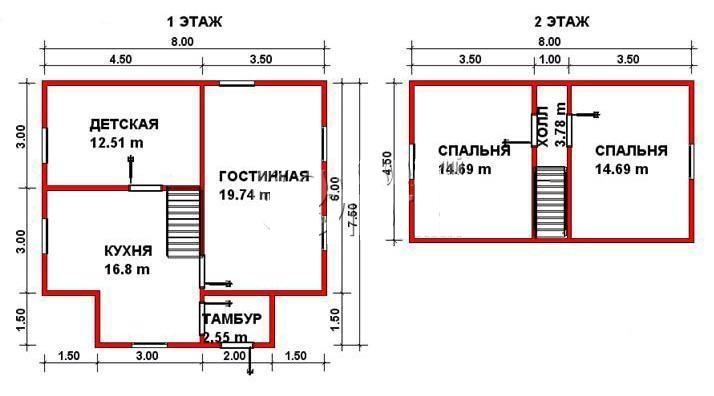 1 ЭТАЖ
8.00
4.50
3.50
3.00
3.00
1.50
ДЕТСКАЯ
12.51 m
ГОСТИННАЯ
19.74 m
КУХНЯ
16.8 m
ТАМБУР
2.55 m
6.00
7.50
1.50
1.50
3.00
2.00
1.50
2 ЭТАЖ
8.00
3.50
1.00
3.50
4.50
СПАЛЬНЯ
14.69 m
ХОЛЛ
3.78 m
СПАЛЬНЯ
14.69 m